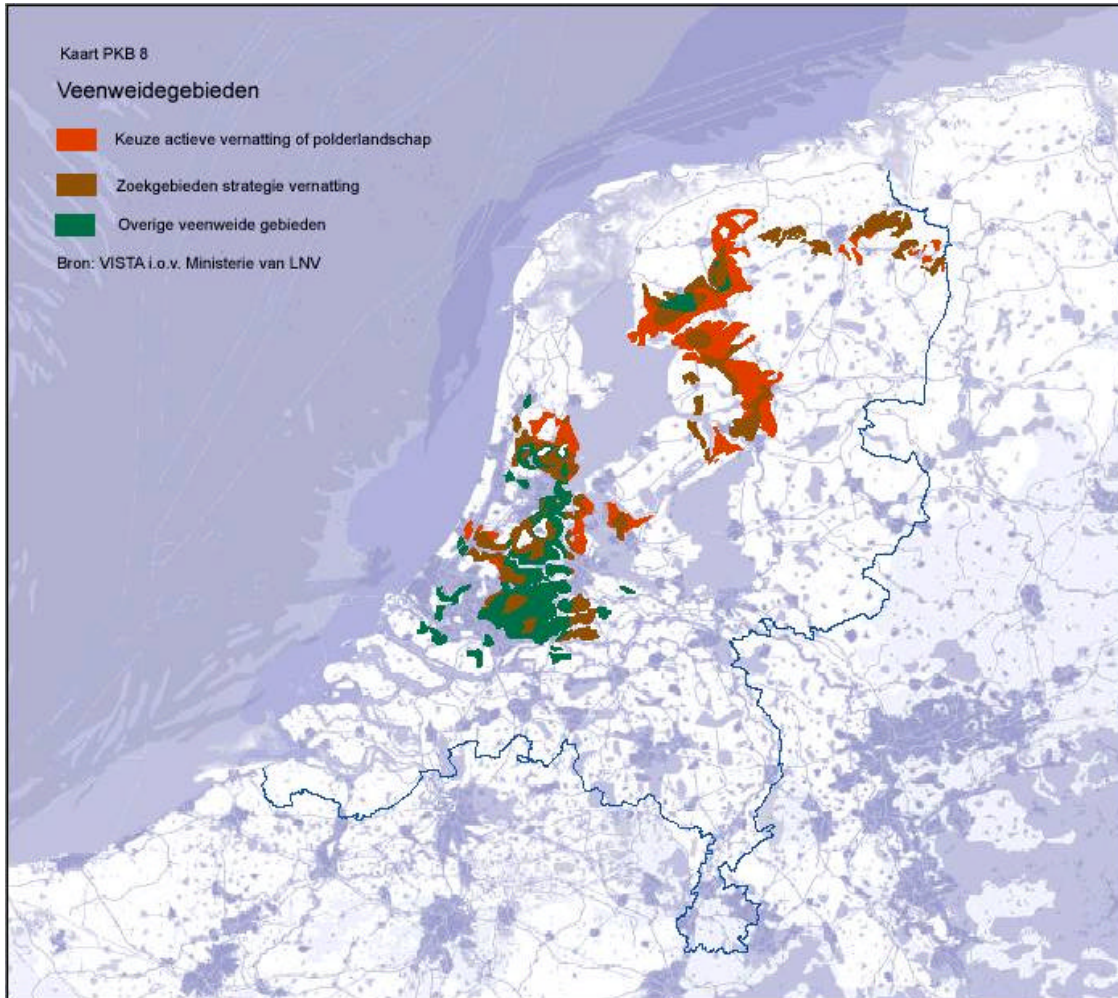 Kaart PKB 8
Veenweidegebieden
Keuze actieve vernatting of polderlandschap
Zoekgebieden strategie vernatting
Overige veenweide gebieden
Bron: VISTA i.o.v. Ministerie van LNV